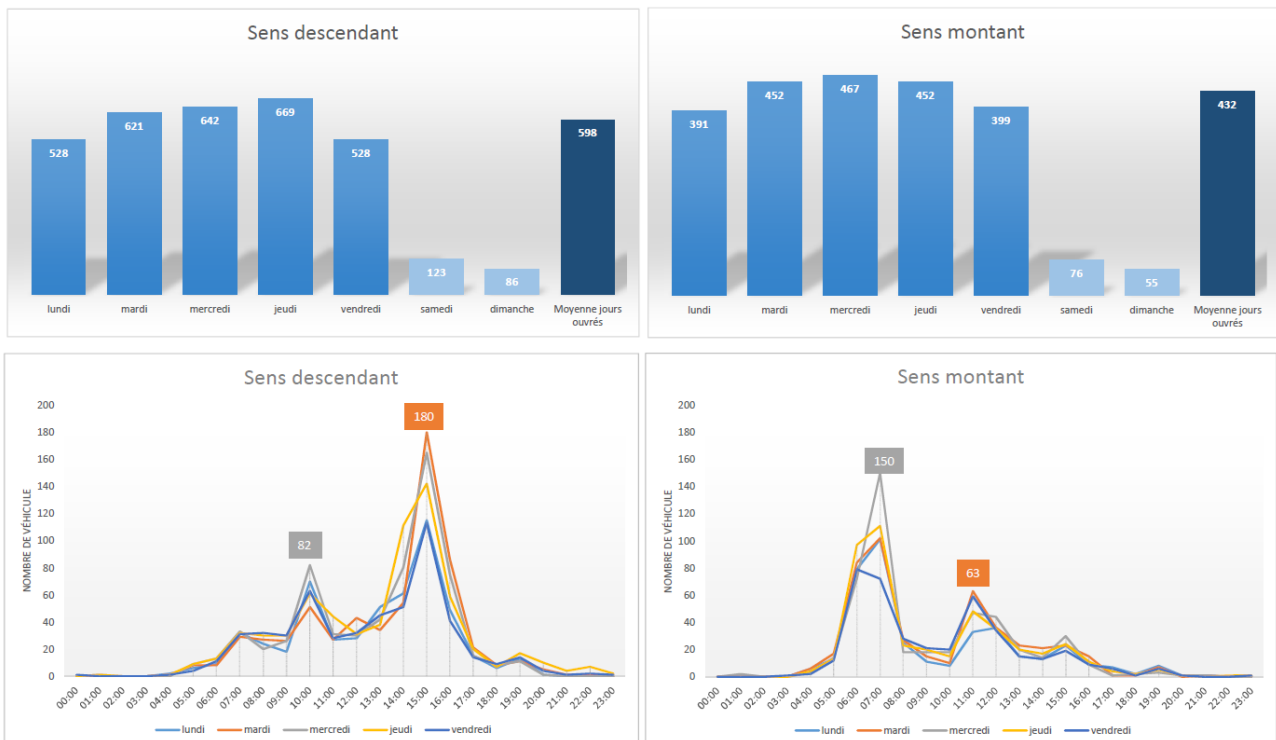 Sens descendant
528
621
642
669
528
123
86
598
lundi
mardi
mercredi
jeudi
vendredi
samedi
dimanche
Moyenne jours
ouvrés
Sens montant
391
452
467
452
399
76
55
432
lundi
mardi
mercredi
jeudi
vendredi
samedi
dimanche
Moyenne jours
ouvrés
Sens descendant
NOMBRE DE VÉHICULE
200
180
160
140
120
100
80
60
40
20
0
82
180
00:00 01:00 02:00 03:00 04:00 05:00 06:00 07:00 08:00 09:00 10:00 11:00 12:00 13:00 14:00 15:00 16:00 17:00 18:00 19:00 20:00 21:00 22:00 23:00
lundi mardi mercredi jeudi vendredi
Sens montant
NOMBRE DE VÉHICULE
200
180
160
140
120
100
80
60
40
20
0
150
63
00:00 01:00 02:00 03:00 04:00 05:00 06:00 07:00 08:00 09:00 10:00 11:00 12:00 13:00 14:00 15:00 16:00 17:00 18:00 19:00 20:00 21:00 22:00 23:00
lundi mardi mercredi jeudi vendredi